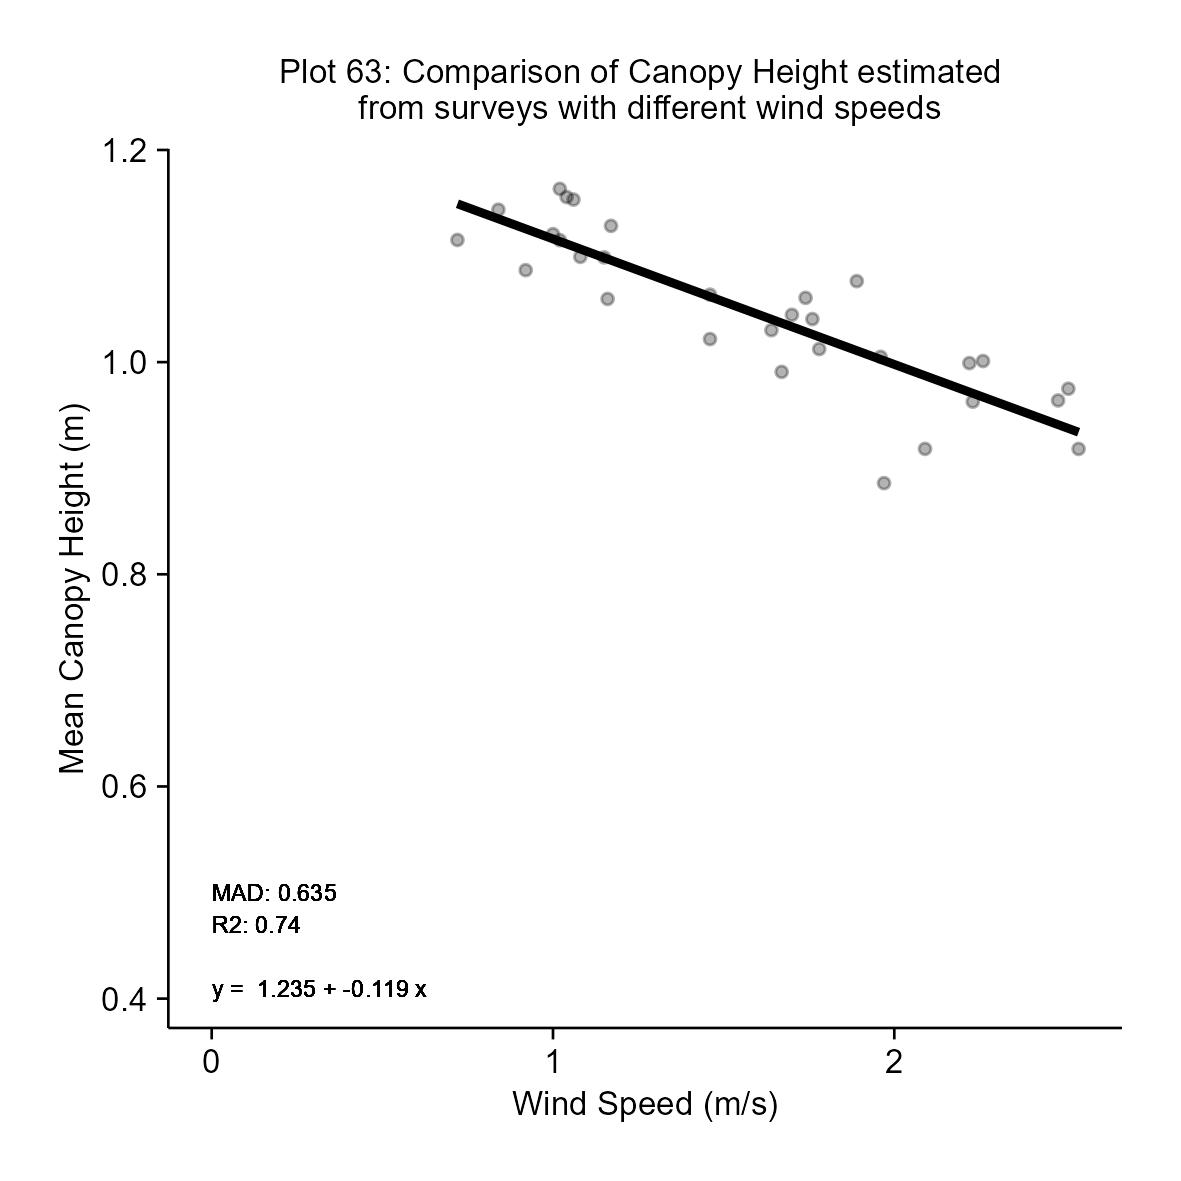 Plot 63: Comparison of Canopy Height estimated
from surveys with different wind speeds
1.2
1.0
0.8
0.6
0.4
Mean Canopy Height (m)
MAD: 0.635
R2: 0.74
y =  1.235 + -0.119 x
0
1
2
Wind Speed (m/s)